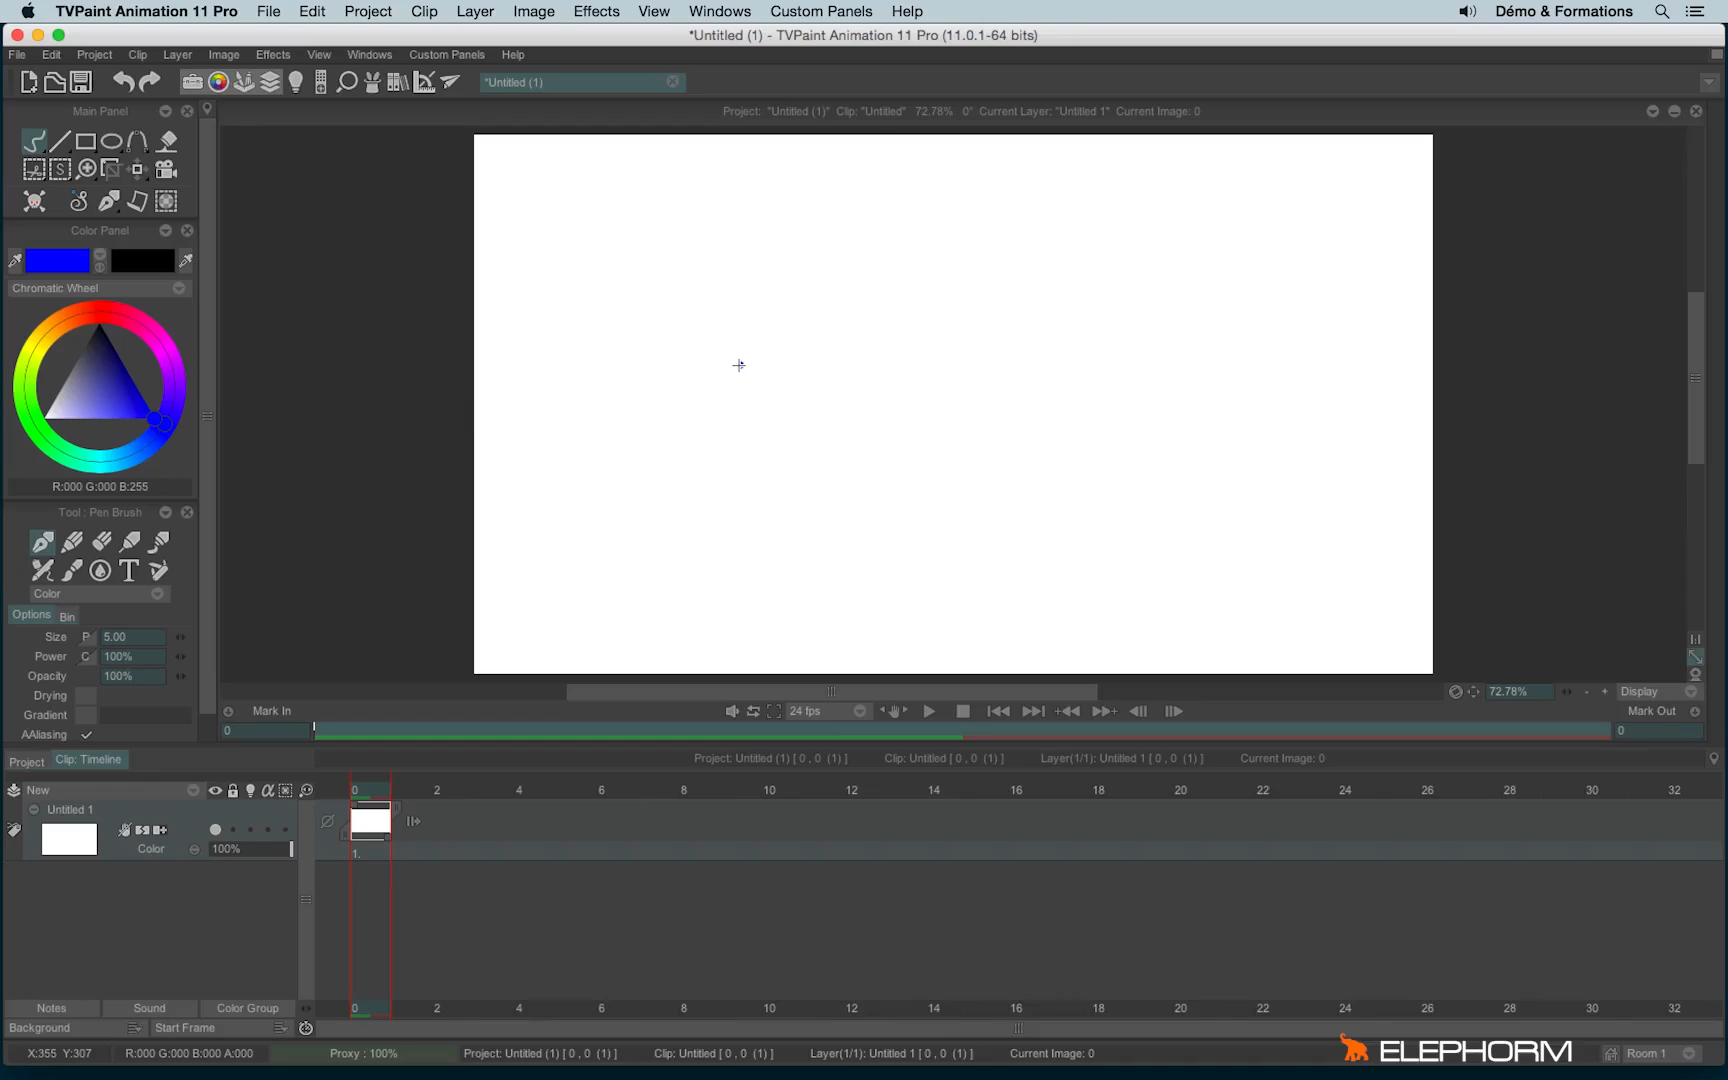 TVPaint Animation 11 Pro File Edit Project Clip Layer Image Effects View Windows Custom Panels Help Démo & Formations
*Untitled (1) - TVPaint Animation 11 Pro (11.0.1-64 bits)
File Edit Project Clip Layer Image Effects View Windows Custom Panels Help
*Untitled (1)
Main Panel
Project: "Untitled (1)" Clip: "Untitled" 72.78% 0° Current Layer: "Untitled 1" Current Image: 0
Color Panel
Chromatic Wheel
R:000 G:000 B:255
Tool : Pen Brush
Color
Options Bin
Size P 5.00
Power C 100%
Opacity 100%
Drying
Gradient
AAliasing
72.78% - + Display
Mark In 24 fps Mark Out
0 0
Project Clip: Timeline Project: Untitled (1) [ 0 , 0 (1) ] Clip: Untitled [ 0 , 0 (1) ] Layer(1/1): Untitled 1 [ 0 , 0 (1) ] Current Image: 0
New 0 2 4 6 8 10 12 14 16 18 20 22 24 26 28 30 32
Untitled 1
Color 100%
1.
Notes Sound Color Group 0 2 4 6 8 10 12 14 16 18 20 22 24 26 28 30 32
Background Start Frame
X:355 Y:307 R:000 G:000 B:000 A:000 Proxy : 100% Project: Untitled (1) [ 0 , 0 (1) ] Clip: Untitled [ 0 , 0 (1) ] Layer(1/1): Untitled 1 [ 0 , 0 (1) ] Current Image: 0 ELEPHORM Room 1